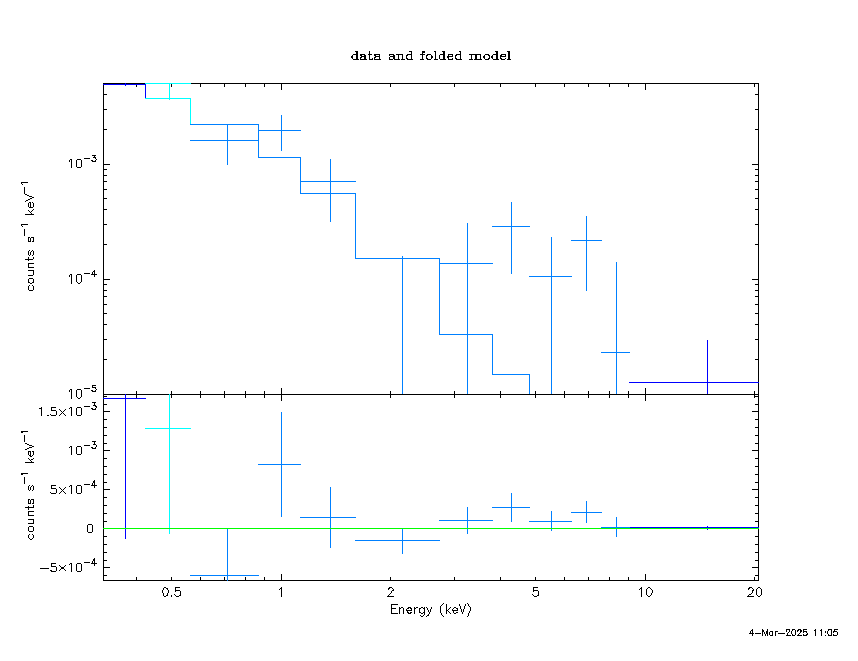 data and folded model
counts s⁻¹ keV⁻¹
10⁻³
10⁻⁴
10⁻⁵
counts s⁻¹ keV⁻¹
1.5×10⁻³
10⁻³
5×10⁻⁴
0
−5×10⁻⁴
0.5 1 2 5 10 20
Energy (keV)
4−Mar−2025 11:05